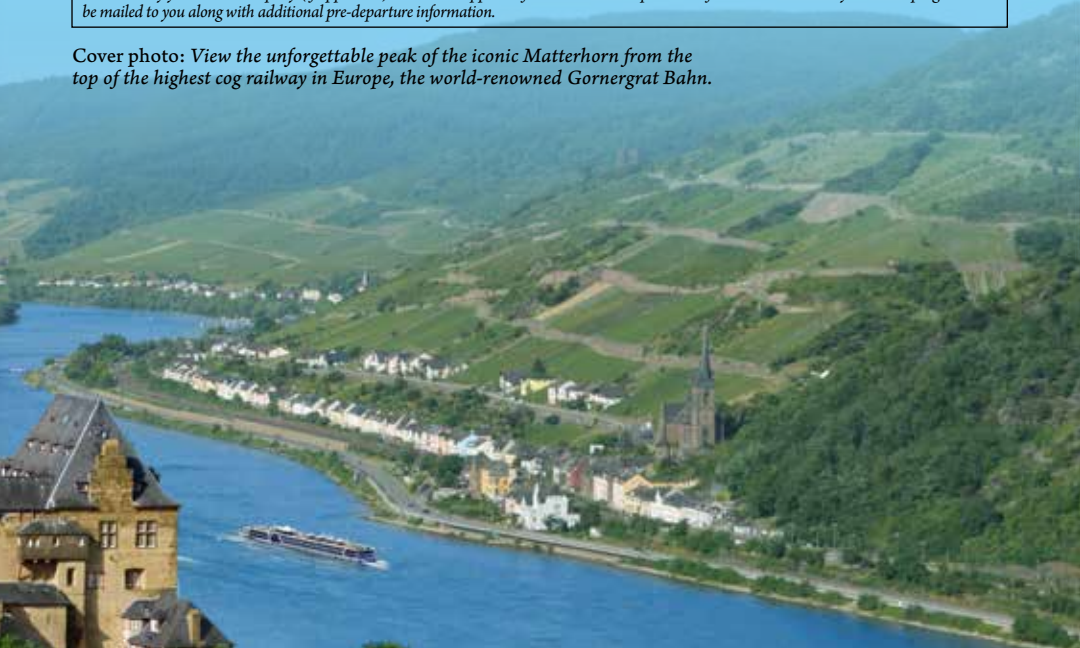 be mailed to you along with additional pre-departure information.
Cover photo: View the unforgettable peak of the iconic Matterhorn from the
top of the highest cog railway in Europe, the world-renowned Gornergrat Bahn.